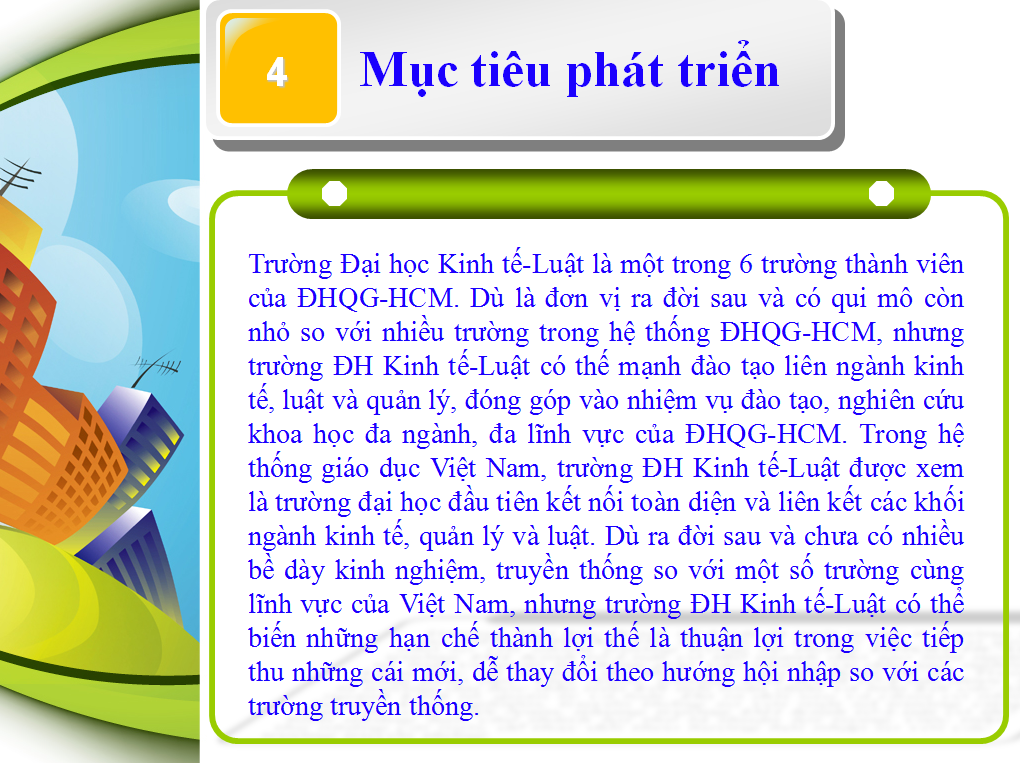 4
Mục tiêu phát triển
Trường Đại học Kinh tế-Luật là một trong 6 trường thành viên
của ĐHQG-HCM. Dù là đơn vị ra đời sau và có qui mô còn
nhỏ so với nhiều trường trong hệ thống ĐHQG-HCM, nhưng
trường ĐH Kinh tế-Luật có thế mạnh đào tạo liên ngành kinh
tế, luật và quản lý, đóng góp vào nhiệm vụ đào tạo, nghiên cứu
khoa học đa ngành, đa lĩnh vực của ĐHQG-HCM. Trong hệ
thống giáo dục Việt Nam, trường ĐH Kinh tế-Luật được xem
là trường đại học đầu tiên kết nối toàn diện và liên kết các khối
ngành kinh tế, quản lý và luật. Dù ra đời sau và chưa có nhiều
bề dày kinh nghiệm, truyền thống so với một số trường cùng
lĩnh vực của Việt Nam, nhưng trường ĐH Kinh tế-Luật có thể
biến những hạn chế thành lợi thế là thuận lợi trong việc tiếp
thu những cái mới, dễ thay đổi theo hướng hội nhập so với các
trường truyền thống.